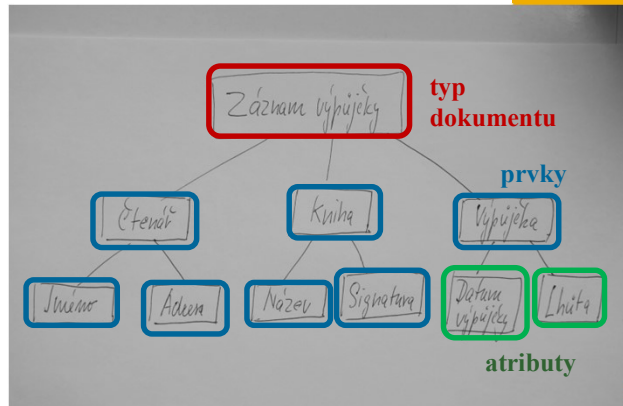 Záznam výpůjčky
typ
dokumentu
prvky
Čtenář
Kniha
Výpůjčka
Jméno
Adresa
Název
Signatura
Datum
výpůjčky
Lhůta
atributy